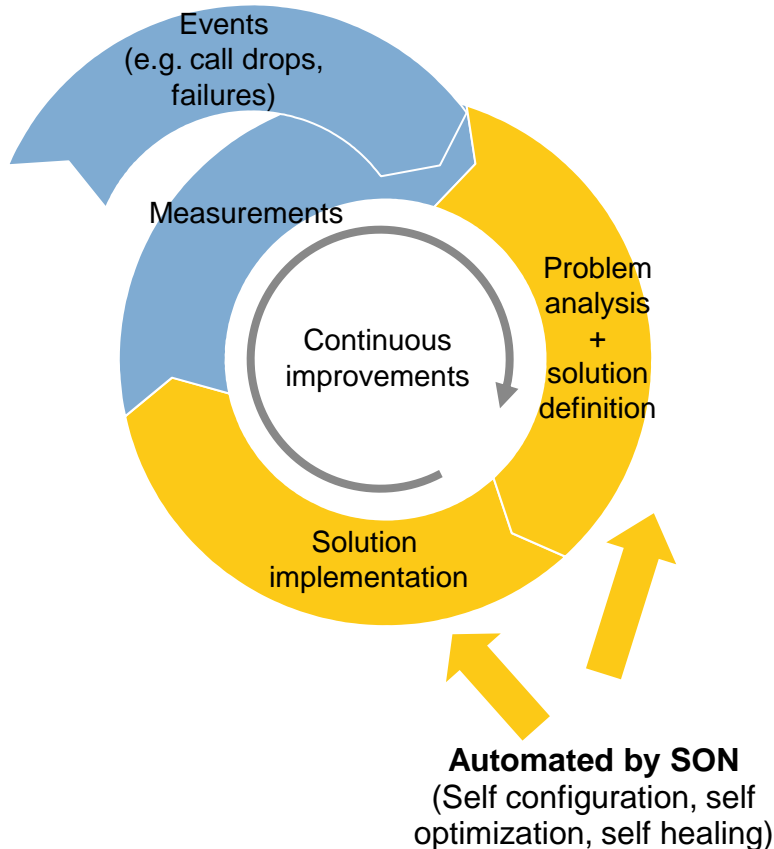 Events
(e.g. call drops,
failures)
Measurements
Problem
analysis
+
solution
definition
Continuous
improvements
Solution
implementation
Automated by SON
(Self configuration, self
optimization, self healing)